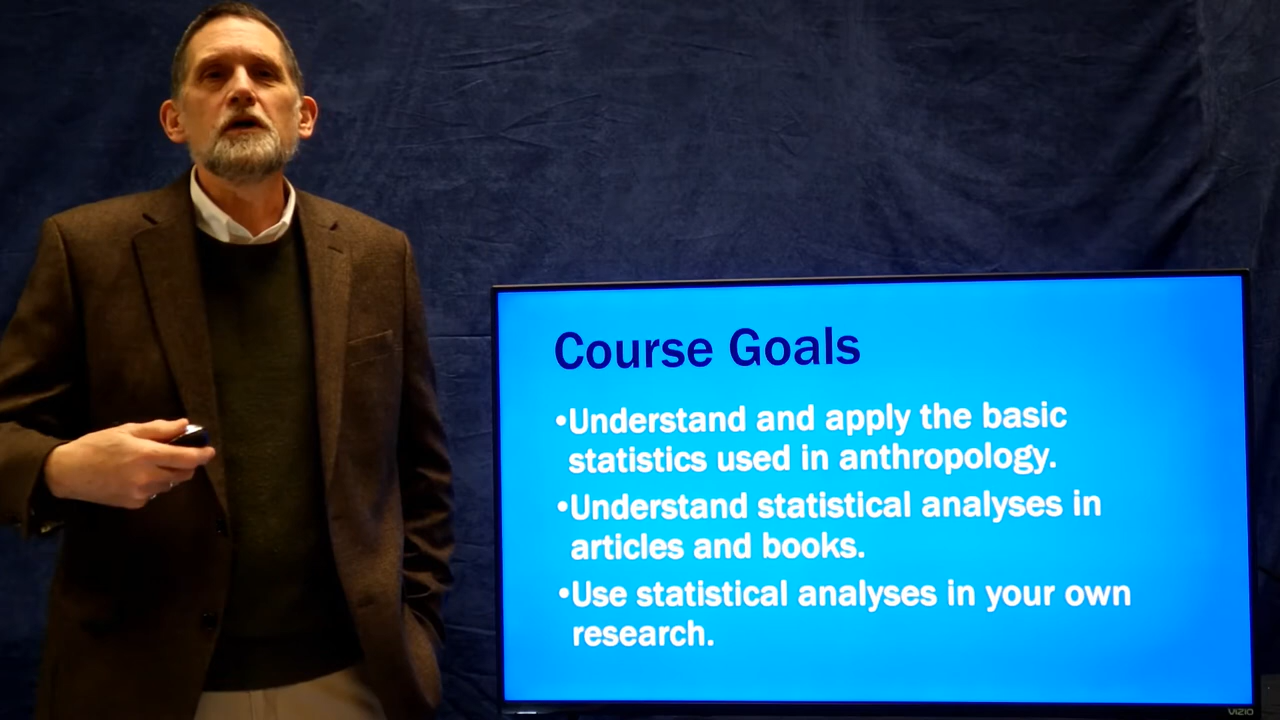 Course Goals
•Understand and apply the basic
statistics used in anthropology.
•Understand statistical analyses in
articles and books.
•Use statistical analyses in your own
research.
VIZIO